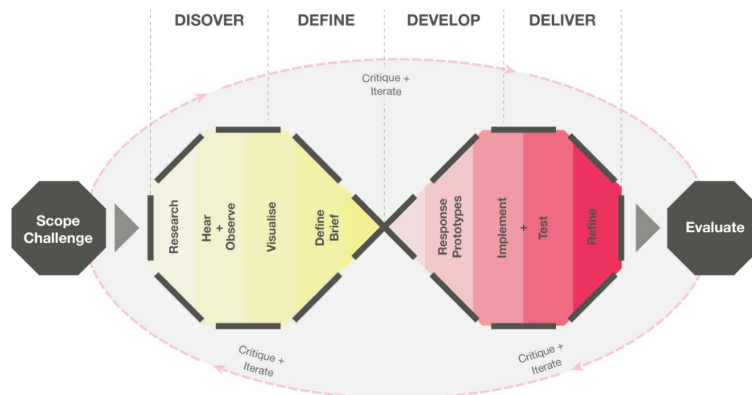 DISOVER
DEFINE
DEVELOP
DELIVER
Critique +
Iterate
Scope
Challenge
Research
Hear
+
Observe
Visualise
Define
Brief
Response
Prototypes
Implement
+
Test
Refine
Evaluate
Critique +
Iterate
Critique +
Iterate